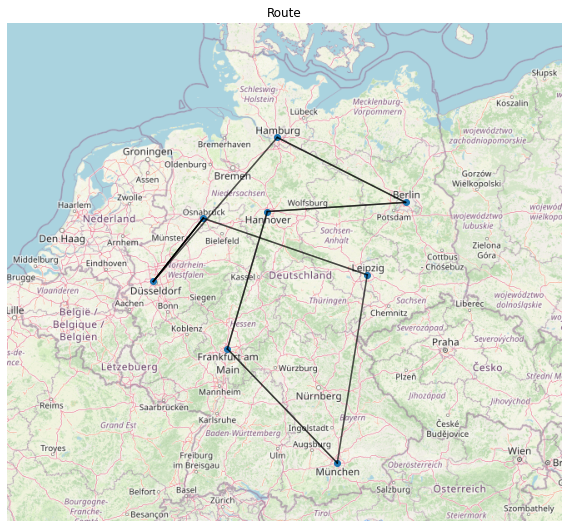 Route
Słupsk
Schleswig-
Holstein
Koszalin
Lübeck
Mecklenburg-
Vorpommern
Hamburg
Groningen
Bremerhaven
województwo
zachodniopomorskie
Oldenburg
Assen
Bremen
Gorzów
Wielkopolski
Zwolle
Niedersachsen
Berlin
Haarlem
Wolfsburg
Osnabrück
Nederland
Hannover
Potsdam
województwo
lubuskie
Den Haag
Arnhem
Münster
Bielefeld
Sachsen-
Anhalt
Zielona
Góra
Middelburg
Eindhoven
Cottbus
Chóśebuz
Brugge
Nordrhein-
Westfalen
Kassel
Deutschland
Leipzig
Vlaanderen
Düsseldorf
Aachen
Bonn
Siegen
Thüringen
Sachsen
Liberec
Lille
België /
Belgique /
Belgien
Chemnitz
Koblenz
Hessen
Severozápad
Severovýchod
Praha
Frankfurt am
Main
Lëtzebuerg
Würzburg
Plzeň
Česko
Mannheim
Jihozápad
Jihovýchod
Nürnberg
Reims
Saarbrücken
Karlsruhe
Bayern
České
Budějovice
Grand Est
Baden-Württemberg
Ingolstadt
Troyes
Augsburg
Freiburg
im Breisgau
München
Oberösterreich
Wien
Belfort
Basel
Salzburg
Österreich
Zürich
Bourgogne-
Franche-
Besançon
Tirol
Steiermark
Szombathely